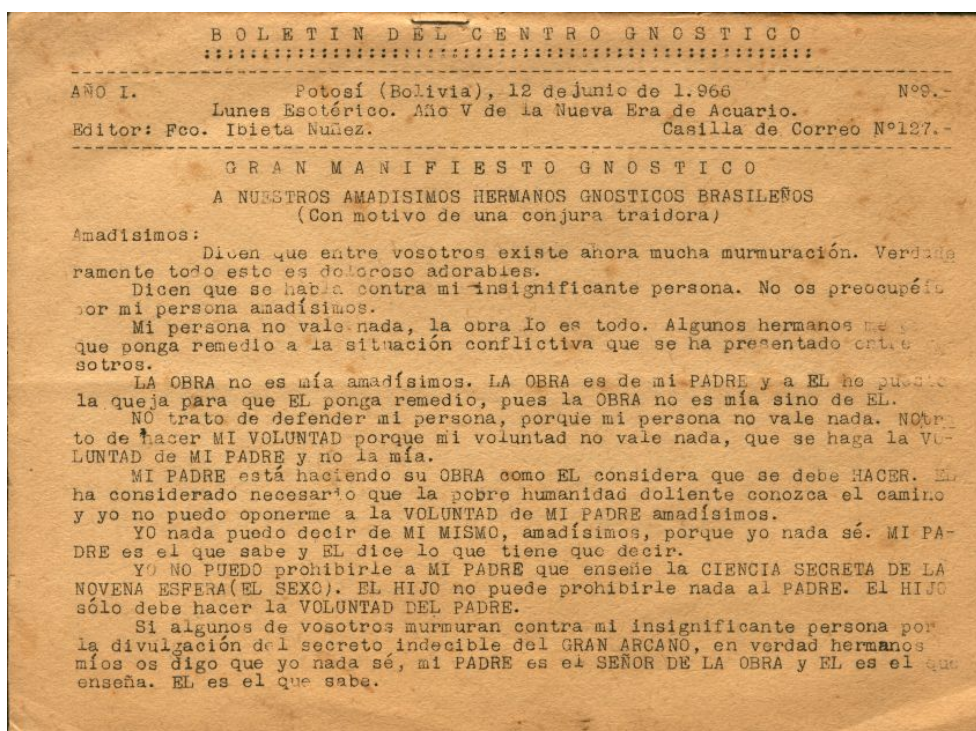 BOLETIN DEL CENTRO GNOSTICO
AÑO I. Potosí (Bolivia), 12 de junio de 1.966 Nº9.-
Lunes Esotérico. Año V de la Nueva Era de Acuario.
Editor: Fco. Ibieta Nuñez. Casilla de Correo Nº127.-
GRAN MANIFIESTO GNOSTICO
A NUESTROS AMADISIMOS HERMANOS GNOSTICOS BRASILEÑOS
(Con motivo de una conjura traidora)
Amadisimos:
Dicen que entre vosotros existe ahora mucha murmuración. Verdade
ramente todo esto es doloroso adorables.
Dicen que se habla contra mi insignificante persona. No os preocupéis
por mi persona amadísimos.
Mi persona no vale nada, la obra lo es todo. Algunos hermanos me
que ponga remedio a la situación conflictiva que se ha presentado entre
sotros.
LA OBRA no es mía amadísimos. LA OBRA es de mi PADRE y a EL he puesto
la queja para que EL ponga remedio, pues la OBRA no es mía sino de EL.
NO trato de defender mi persona, porque mi persona no vale nada. NOtra
to de hacer MI VOLUNTAD porque mi voluntad no vale nada, que se haga la VO-
LUNTAD de MI PADRE y no la mía.
MI PADRE está haciendo su OBRA como EL considera que se debe HACER. EL
ha considerado necesario que la pobre humanidad doliente conozca el camino
y yo no puedo oponerme a la VOLUNTAD de MI PADRE amadísimos.
YO nada puedo decir de MI MISMO, amadísimos, porque yo nada sé. MI PA-
DRE es el que sabe y EL dice lo que tiene que decir.
YO NO PUEDO prohibirle a MI PADRE que enseñe la CIENCIA SECRETA DE LA
NOVENA ESFERA(EL SEXO). EL HIJO no puede prohibirle nada al PADRE. El HIJO
sólo debe hacer la VOLUNTAD DEL PADRE.
Si algunos de vosotros murmuran contra mi insignificante persona por
la divulgación del secreto indecible del GRAN ARCANO, en verdad hermanos
míos os digo que yo nada sé, mi PADRE es el SEÑOR DE LA OBRA y EL es el que
enseña. EL es el que sabe.